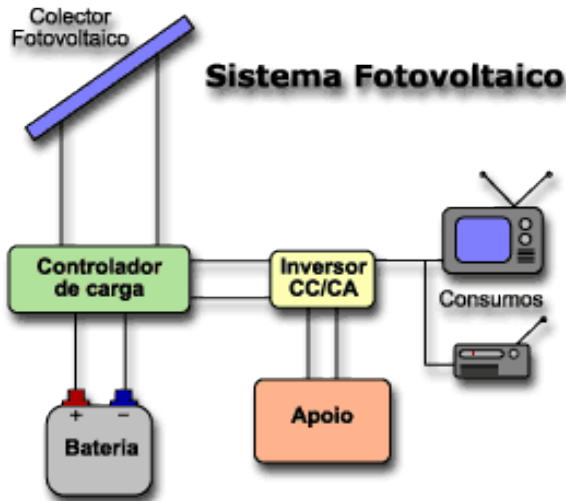 Colector
Fotovoltaico
Sistema Fotovoltaico
Controlador
de carga
Inversor
CC/CA
Consumos
+ −
Bateria
Apoio